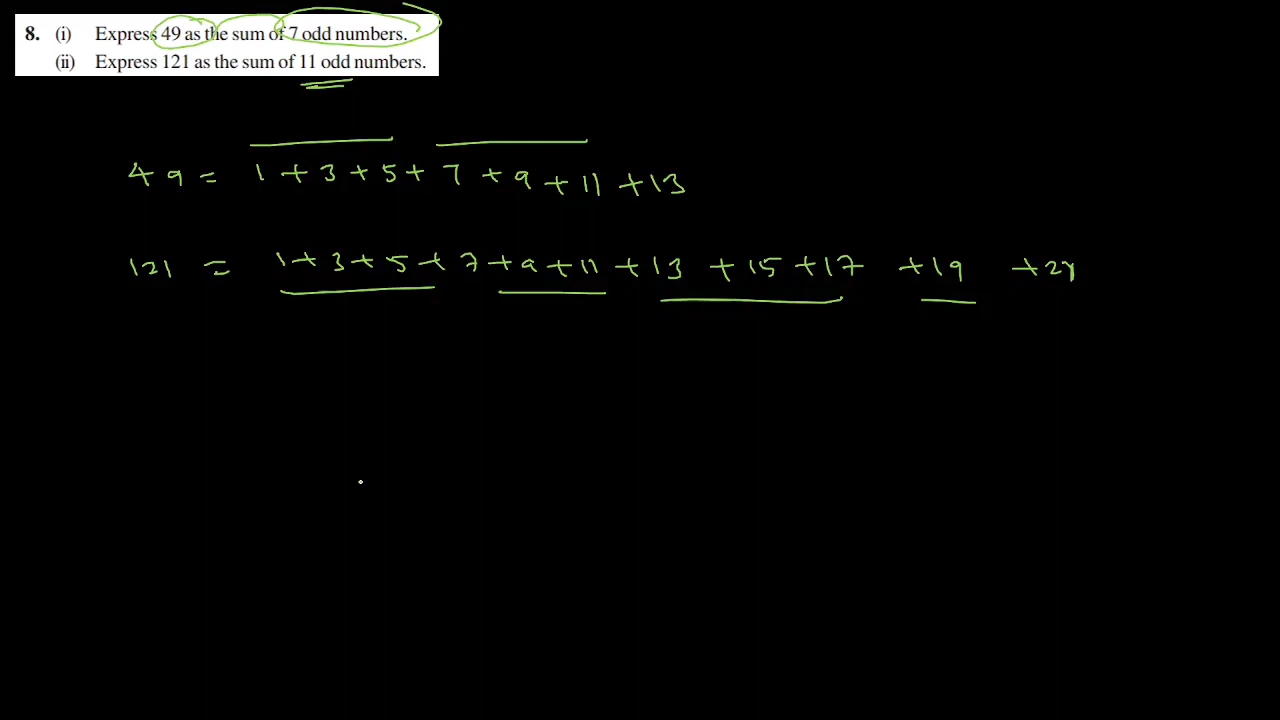 8. (i) Express 49 as the sum of 7 odd numbers.
(ii) Express 121 as the sum of 11 odd numbers.
49 = 1 + 3 + 5 + 7 + 9 + 11 + 13
121 = 1 + 3 + 5 + 7 + 9 + 11 + 13 + 15 + 17 + 19 + 21